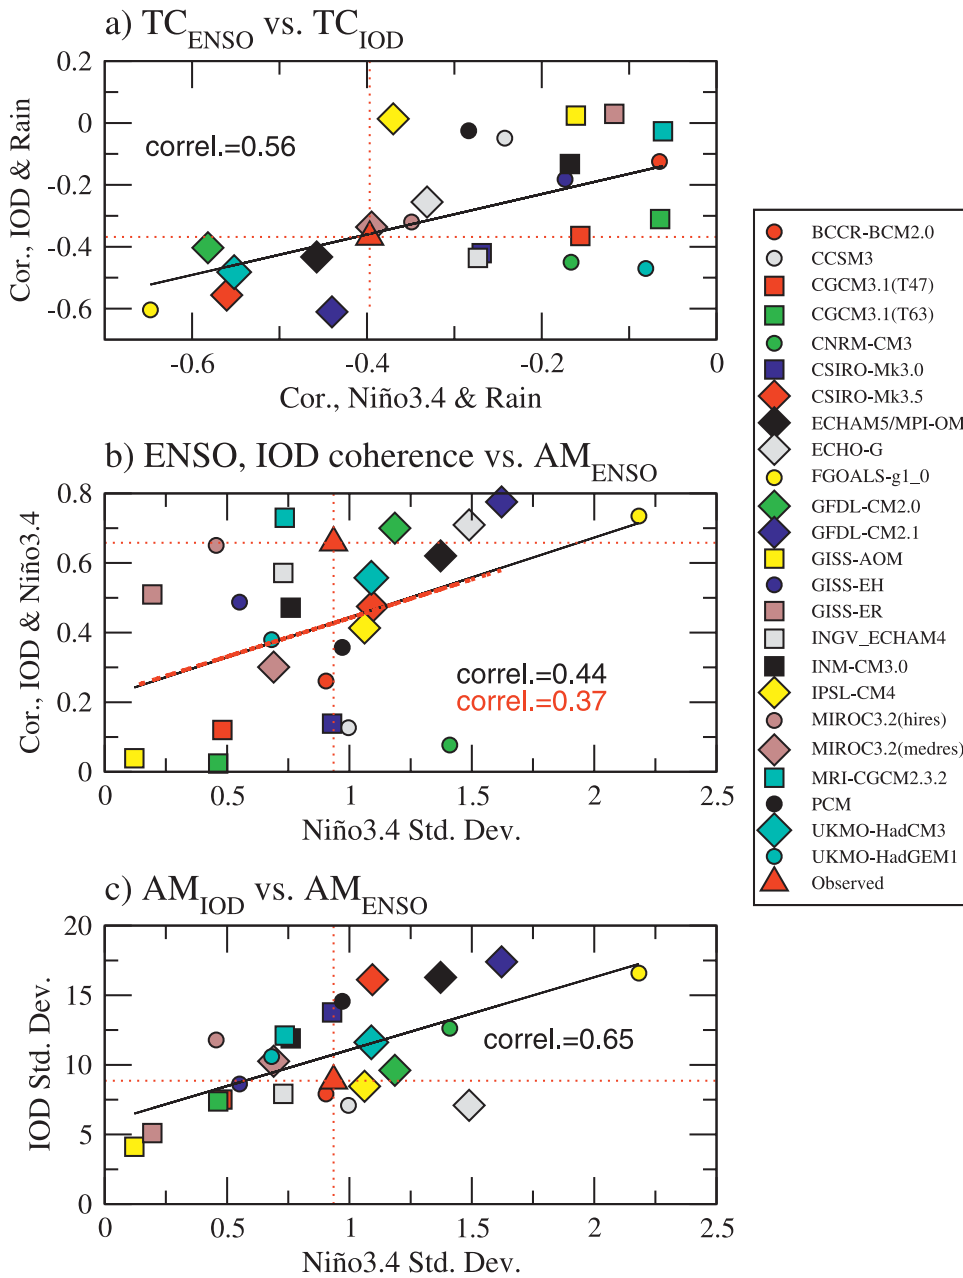 a) TC_ENSO vs. TC_IOD
0.2
0
-0.2
-0.4
-0.6
Cor., IOD & Rain
correl.=0.56
-0.6 -0.4 -0.2 0
Cor., Niño3.4 & Rain
b) ENSO, IOD coherence vs. AM_ENSO
0.8
0.6
0.4
0.2
0
Cor., IOD & Niño3.4
correl.=0.44
correl.=0.37
0 0.5 1 1.5 2 2.5
Niño3.4 Std. Dev.
c) AM_IOD vs. AM_ENSO
20
15
10
5
0
IOD Std. Dev.
correl.=0.65
0 0.5 1 1.5 2 2.5
Niño3.4 Std. Dev.
BCCR-BCM2.0
CCSM3
CGCM3.1(T47)
CGCM3.1(T63)
CNRM-CM3
CSIRO-Mk3.0
CSIRO-Mk3.5
ECHAM5/MPI-OM
ECHO-G
FGOALS-g1_0
GFDL-CM2.0
GFDL-CM2.1
GISS-AOM
GISS-EH
GISS-ER
INGV_ECHAM4
INM-CM3.0
IPSL-CM4
MIROC3.2(hires)
MIROC3.2(medres)
MRI-CGCM2.3.2
PCM
UKMO-HadCM3
UKMO-HadGEM1
Observed